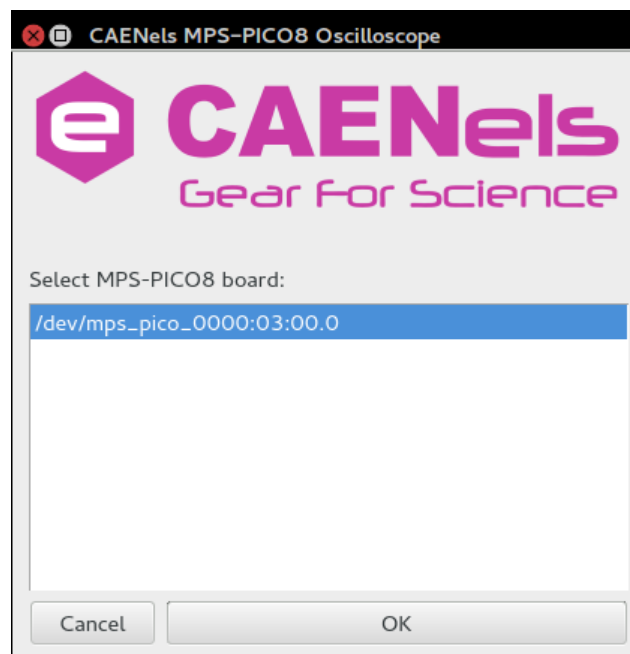 CAENels MPS-PICO8 Oscilloscope
e CAENels
Gear For Science
Select MPS-PICO8 board:
/dev/mps_pico_0000:03:00.0
Cancel OK